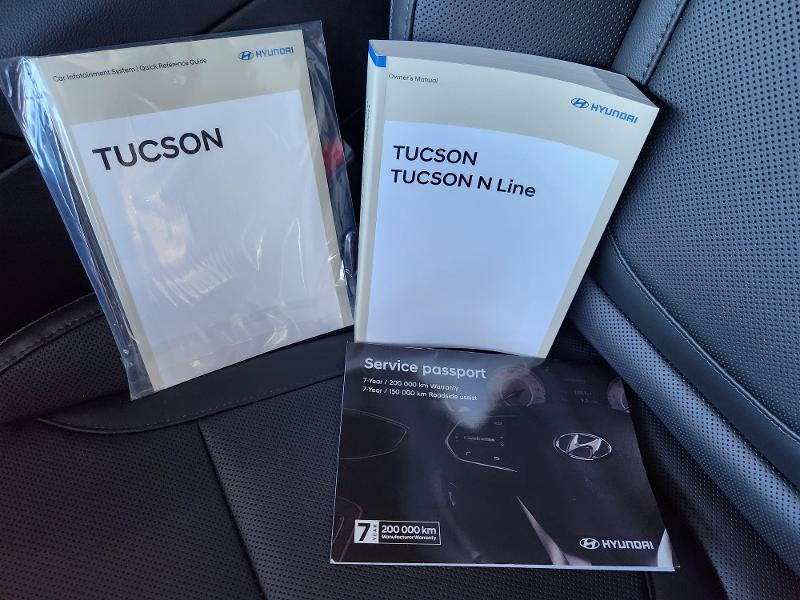 Car Infotainment System | Quick Reference Guide
HYUNDAI
TUCSON
Owner's Manual
HYUNDAI
TUCSON
TUCSON N Line
Service passport
7-Year / 200 000 km Warranty
7-Year / 150 000 km Roadside assist
7 YEAR
200 000 km
Manufacturer Warranty
HYUNDAI